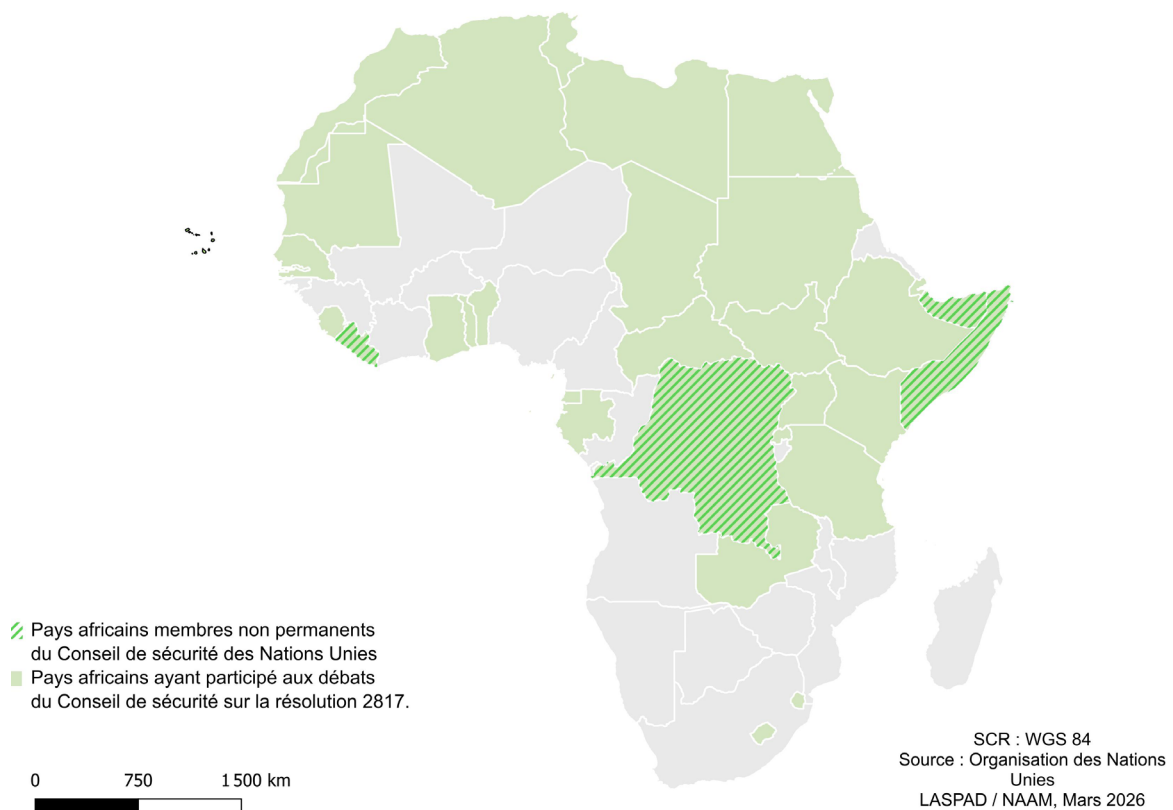 Pays africains membres non permanents
du Conseil de sécurité des Nations Unies
Pays africains ayant participé aux débats
du Conseil de sécurité sur la résolution 2817.
0 750 1 500 km
SCR : WGS 84
Source : Organisation des Nations
Unies
LASPAD / NAAM, Mars 2026